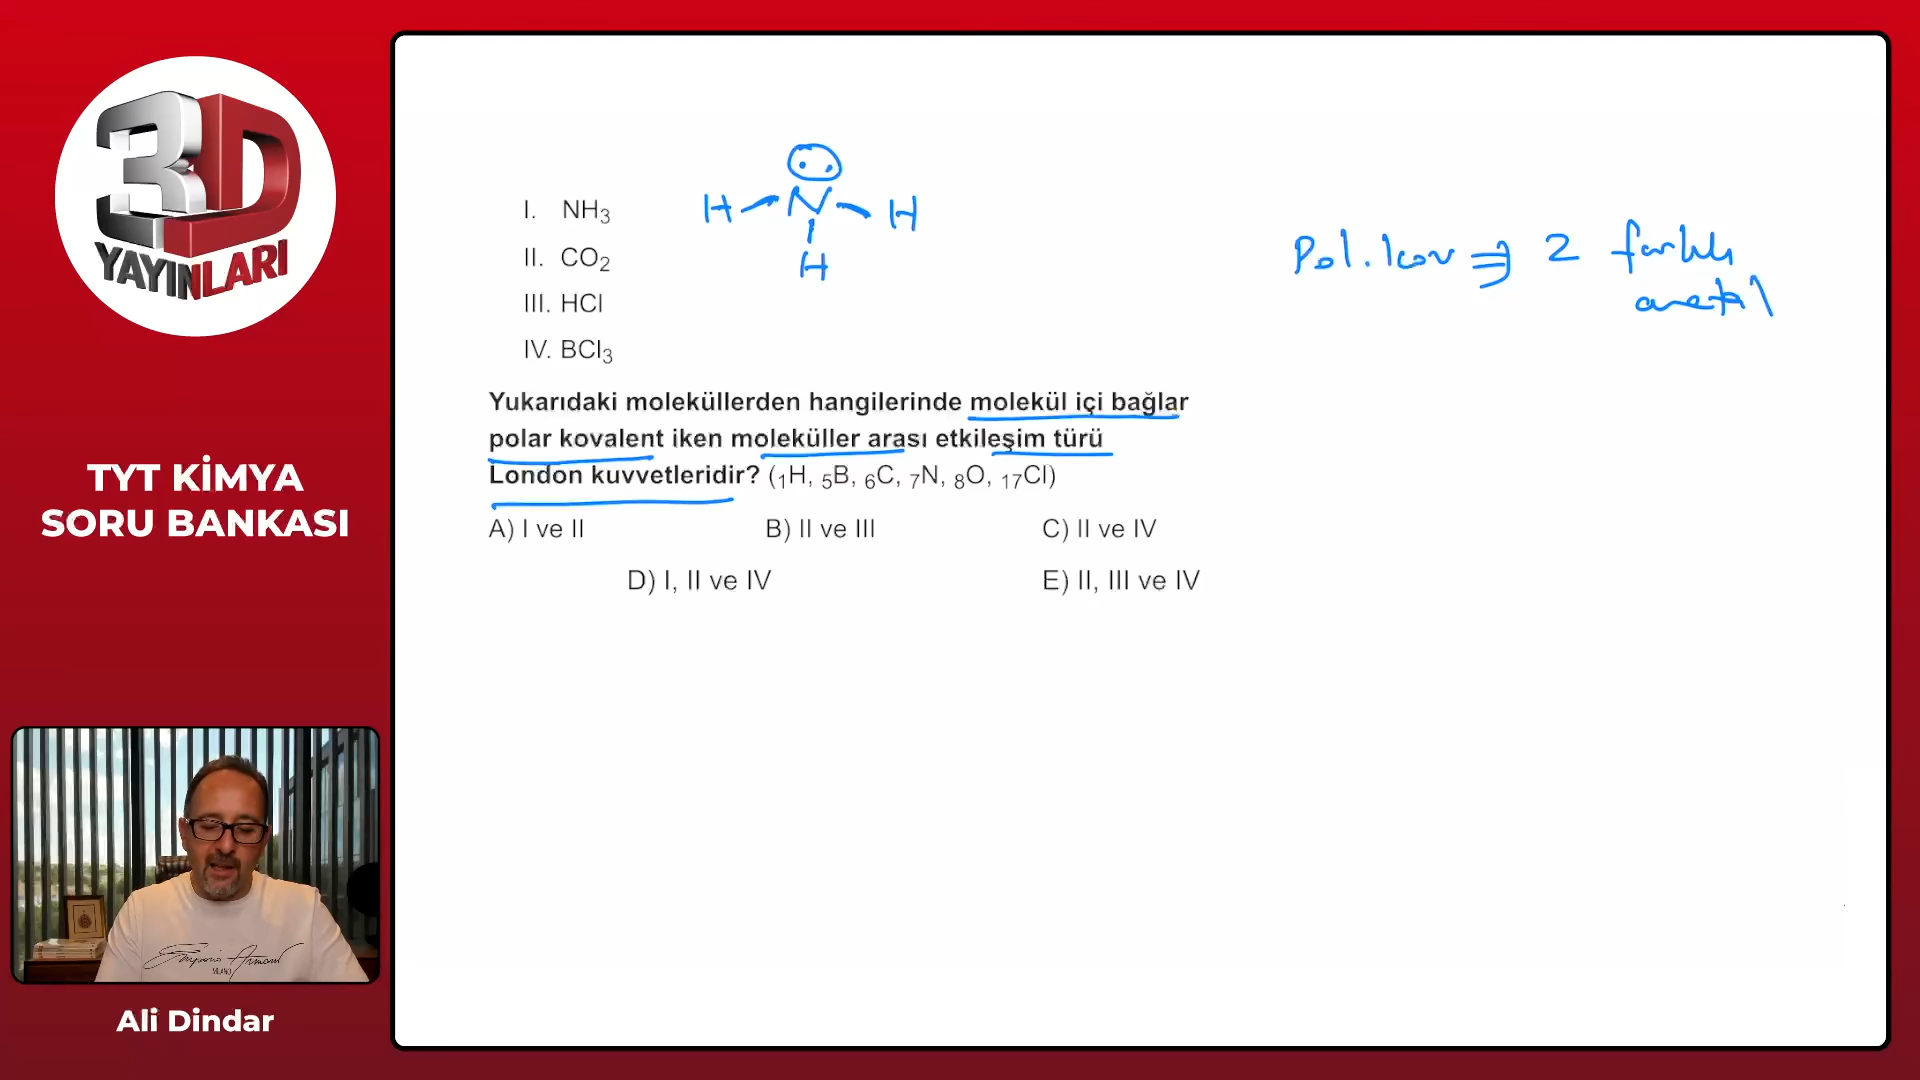 3D
YAYINLARI
TYT KİMYA
SORU BANKASI
Ali Dindar
I. NH₃
II. CO₂
III. HCl
IV. BCl₃
H N H
H
Pol. kov ⇒ 2 farklı
ametal
Yukarıdaki moleküllerden hangilerinde molekül içi bağlar
polar kovalent iken moleküller arası etkileşim türü
London kuvvetleridir? (₁H, ₅B, ₆C, ₇N, ₈O, ₁₇Cl)
A) I ve II B) II ve III C) II ve IV
D) I, II ve IV E) II, III ve IV